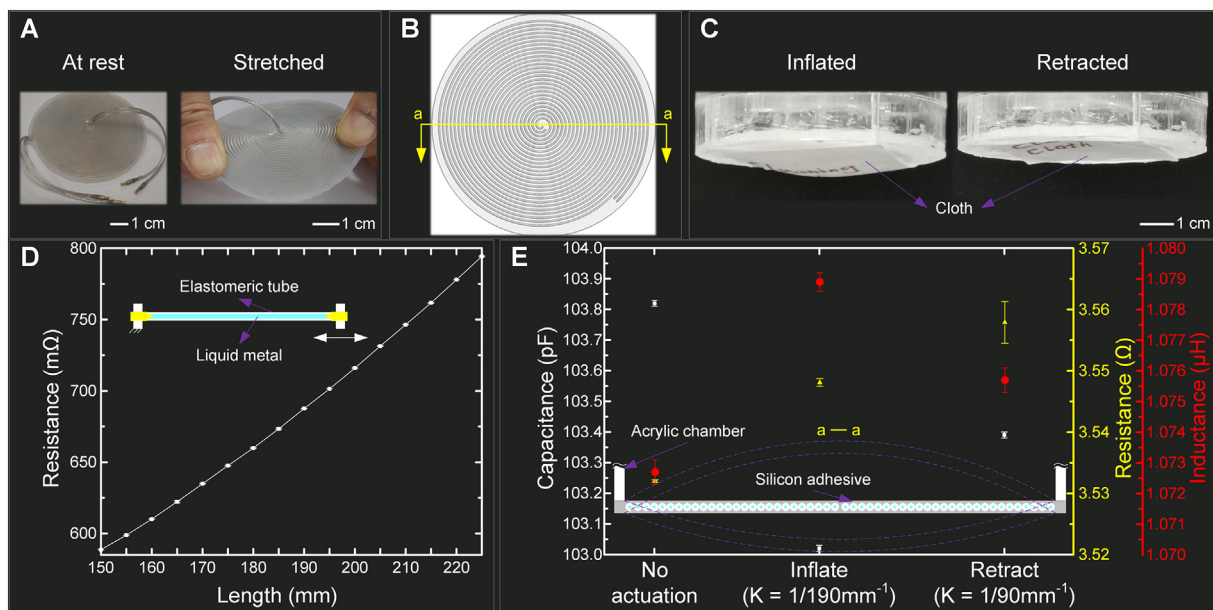 A
At rest
Stretched
1 cm
1 cm
B
a
a
C
Inflated
Retracted
Cloth
Cloth
1 cm
D
800
750
700
650
600
150 160 170 180 190 200 210 220
Resistance (mΩ)
Length (mm)
Elastomeric tube
Liquid metal
E
104.0
103.9
103.8
103.7
103.6
103.5
103.4
103.3
103.2
103.1
103.0
Capacitance (pF)
Acrylic chamber
a — a
Silicon adhesive
No
actuation
Inflate
(K = 1/190mm⁻¹)
Retract
(K = 1/90mm⁻¹)
3.57
3.56
3.55
3.54
3.53
3.52
Resistance (Ω)
1.080
1.079
1.078
1.077
1.076
1.075
1.074
1.073
1.072
1.071
1.070
Inductance (µH)